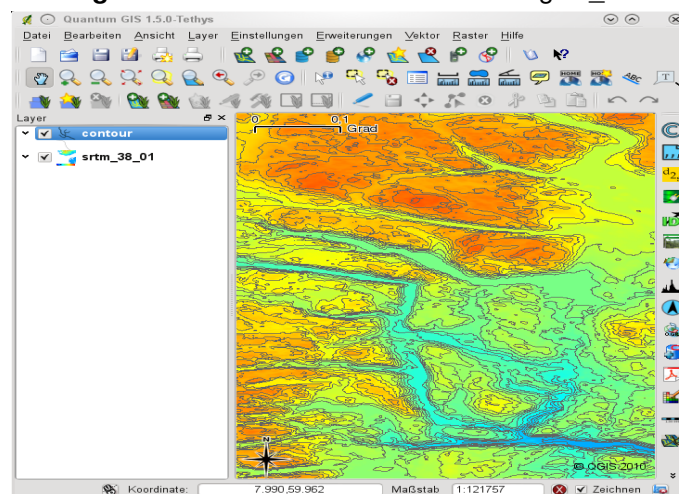 Quantum GIS 1.5.0-Tethys
Datei Bearbeiten Ansicht Layer Einstellungen Erweiterungen Vektor Raster Hilfe
Layer
contour
srtm_38_01
0 0.1
Grad
N
© QGIS 2010
Koordinate: 7.990,59.962 Maßstab 1:121757 Zeichnen